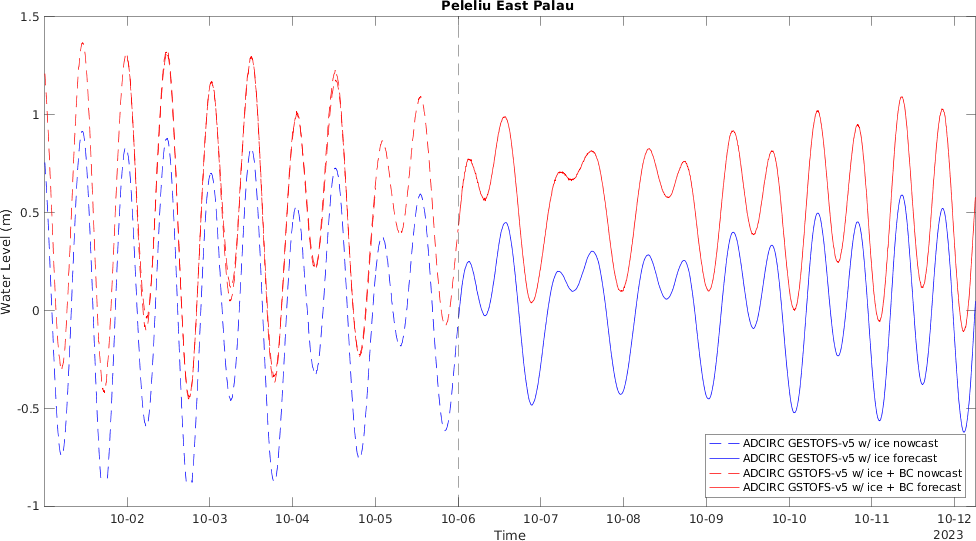 Peleliu East Palau
1.5
1
0.5
0
-0.5
-1
Water Level (m)
ADCIRC GESTOFS-v5 w/ ice nowcast
ADCIRC GESTOFS-v5 w/ ice forecast
ADCIRC GSTOFS-v5 w/ ice + BC nowcast
ADCIRC GSTOFS-v5 w/ ice + BC forecast
10-02 10-03 10-04 10-05 10-06 10-07 10-08 10-09 10-10 10-11 10-12
Time
2023